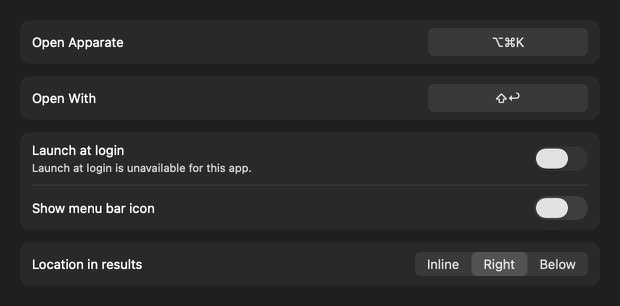 Open Apparate
⌥⌘K
Open With
⇧↩
Launch at login
Launch at login is unavailable for this app.
Show menu bar icon
Location in results
Inline Right Below